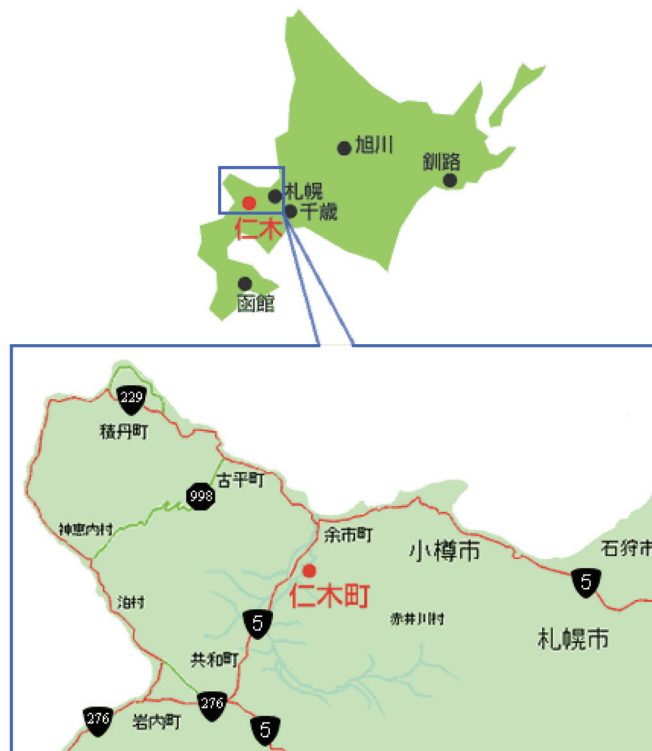 旭川
釧路
札幌
千歳
仁木
函館
229
積丹町
古平町
998
神恵内村
余市町
小樽市
石狩市
5
仁木町
泊村
赤井川村
5
札幌市
共和町
276
276
岩内町
5